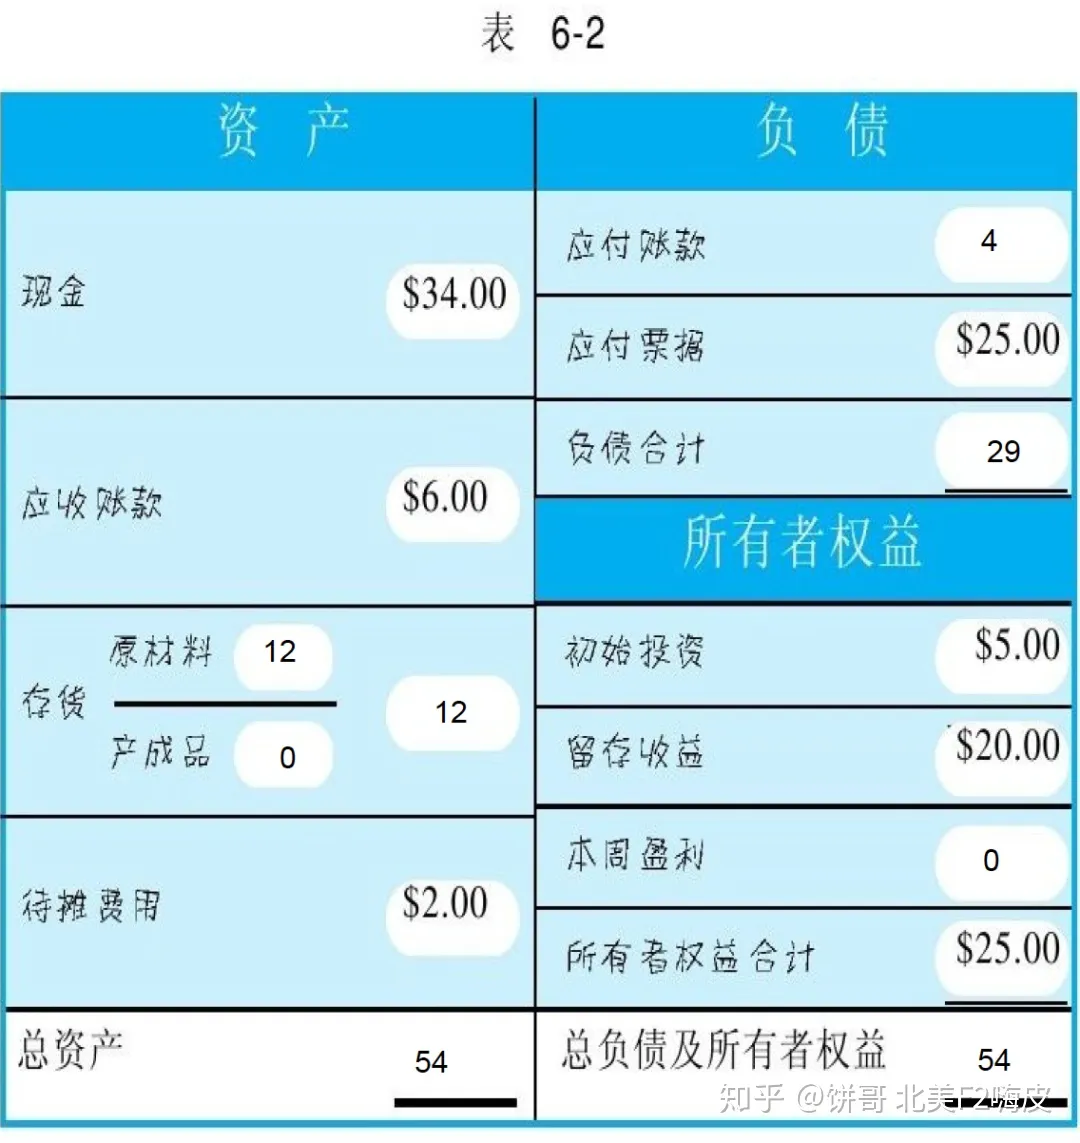 表 6-2
资产
现金 $34.00
应收账款 $6.00
存货
原材料 12
产成品 0
12
待摊费用 $2.00
总资产 54
负债
应付账款 4
应付票据 $25.00
负债合计 29
所有者权益
初始投资 $5.00
留存收益 $20.00
本周盈利 0
所有者权益合计 $25.00
总负债及所有者权益 54
知乎 @饼哥 北美F2嗨皮